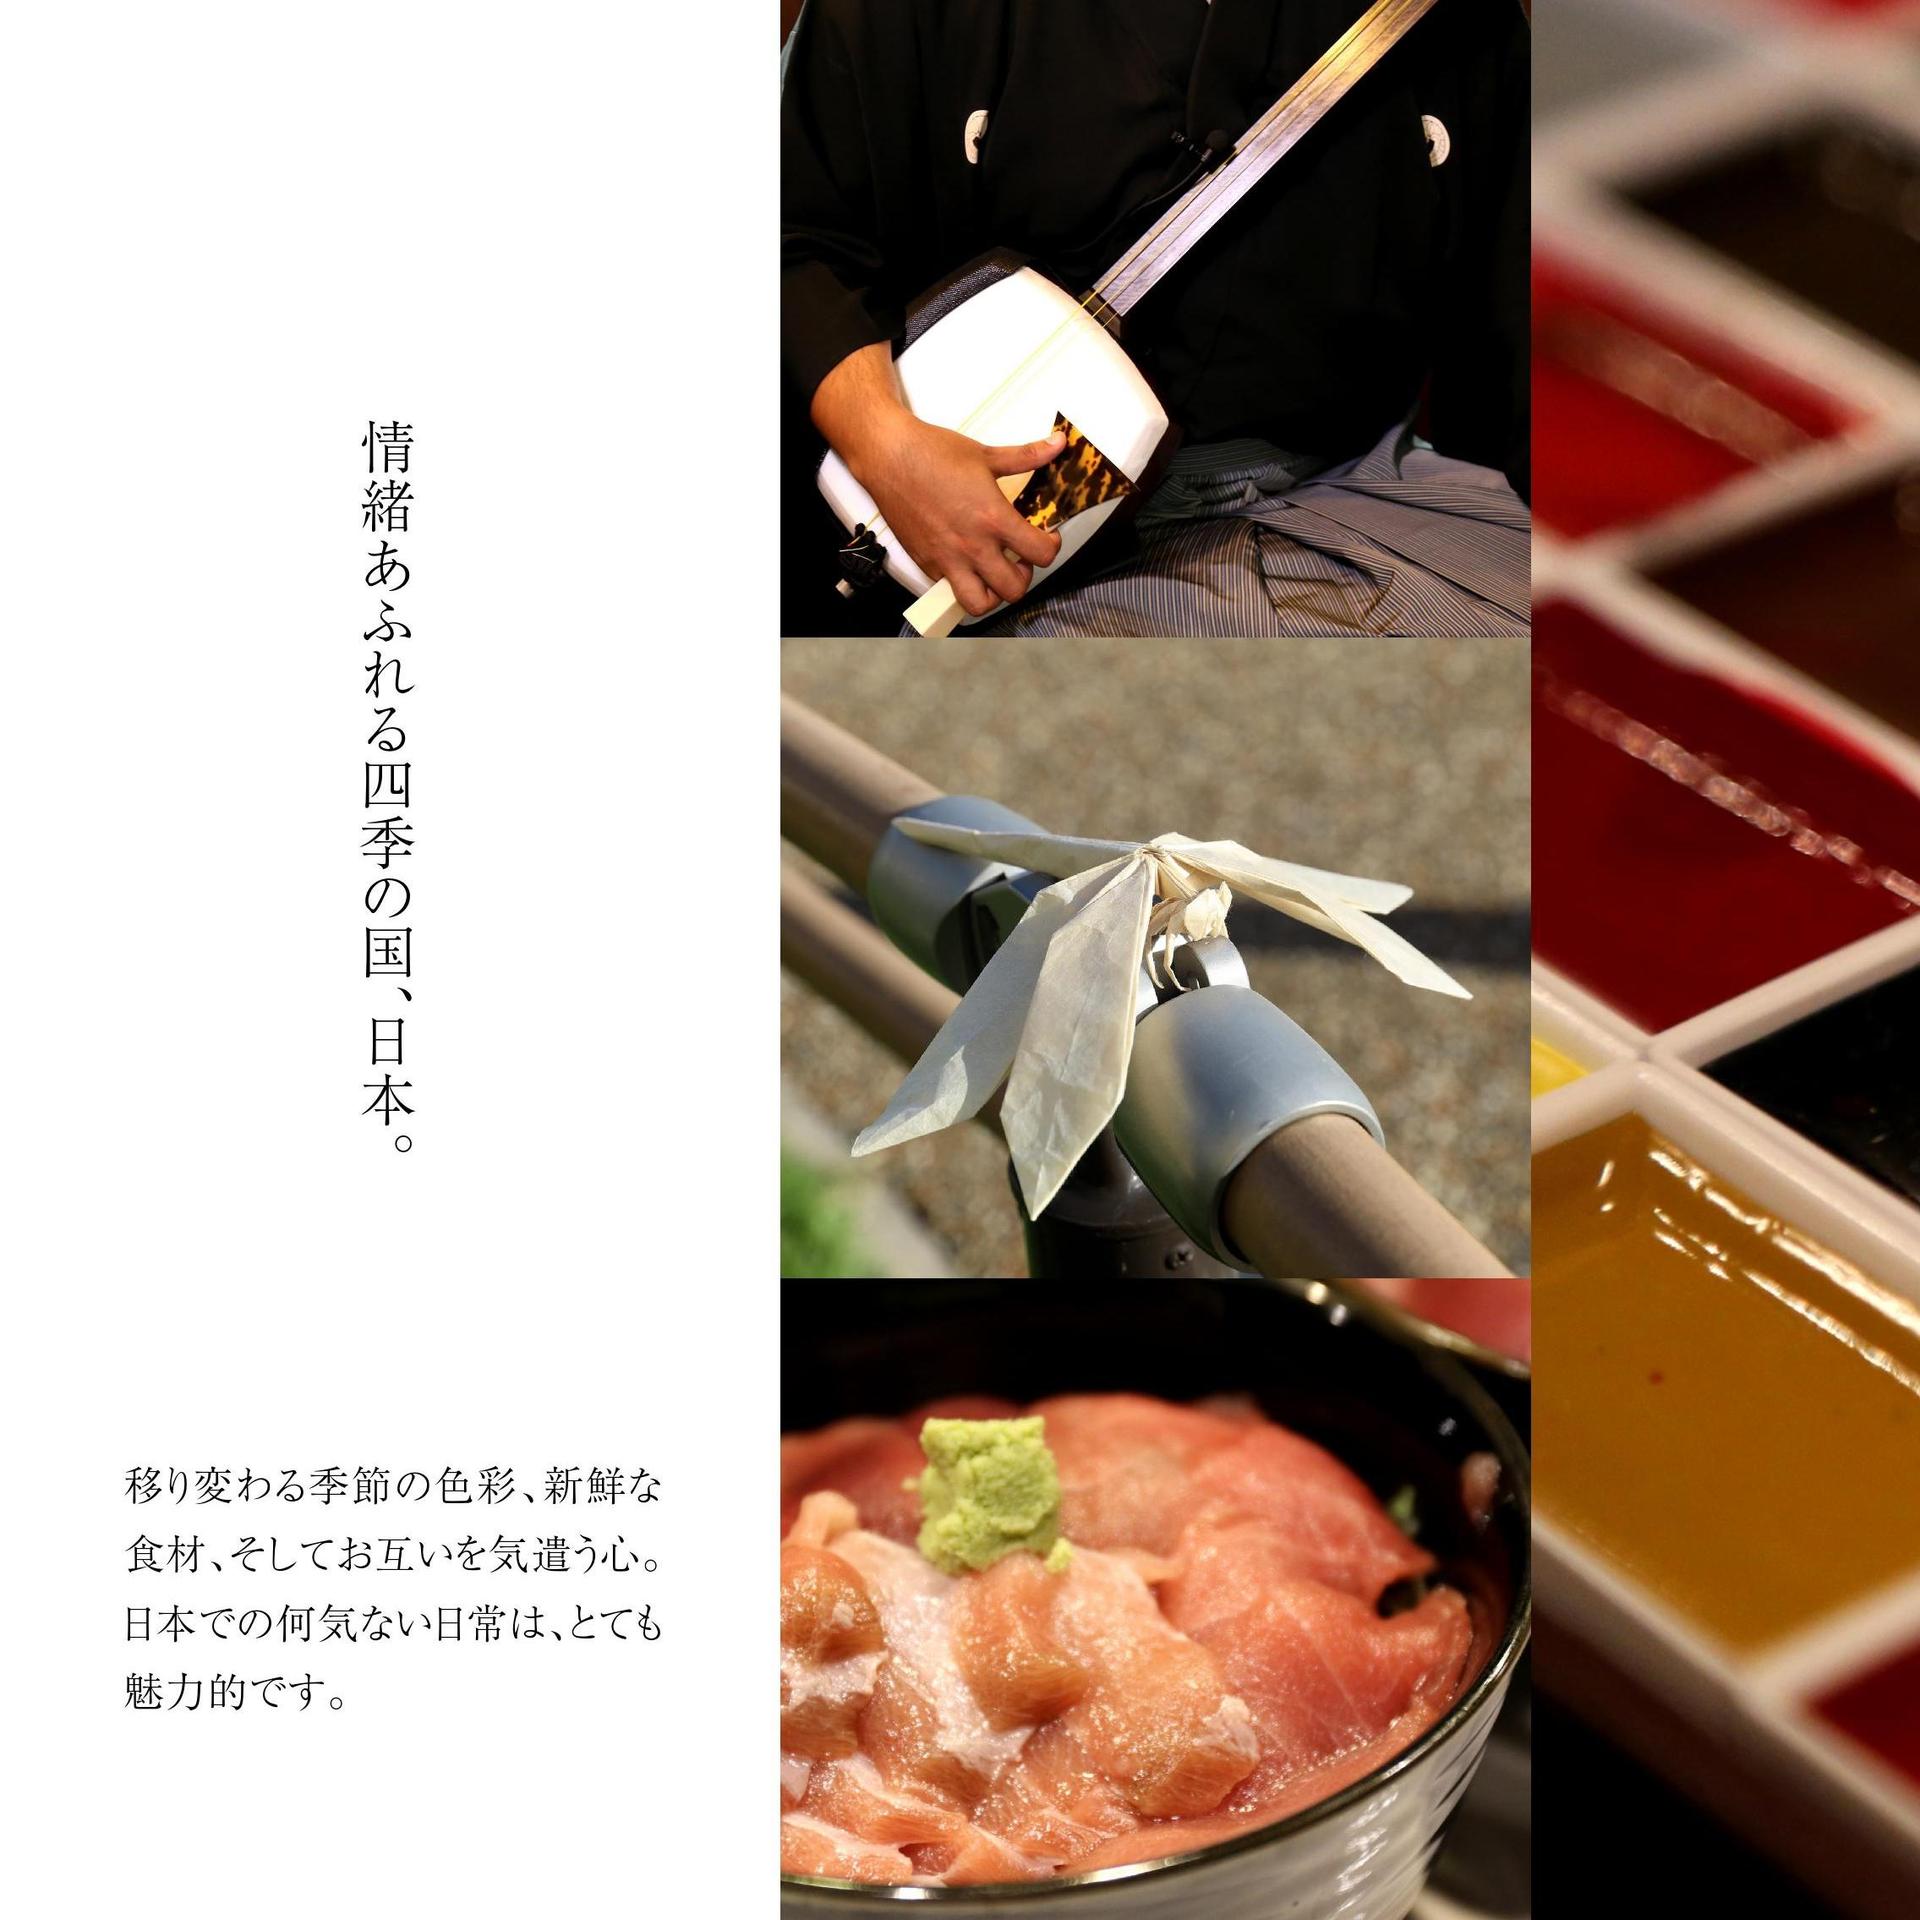 情緒あふれる四季の国、日本。
移り変わる季節の色彩、新鮮な
食材、そしてお互いを気遣う心。
日本での何気ない日常は、とても
魅力的です。